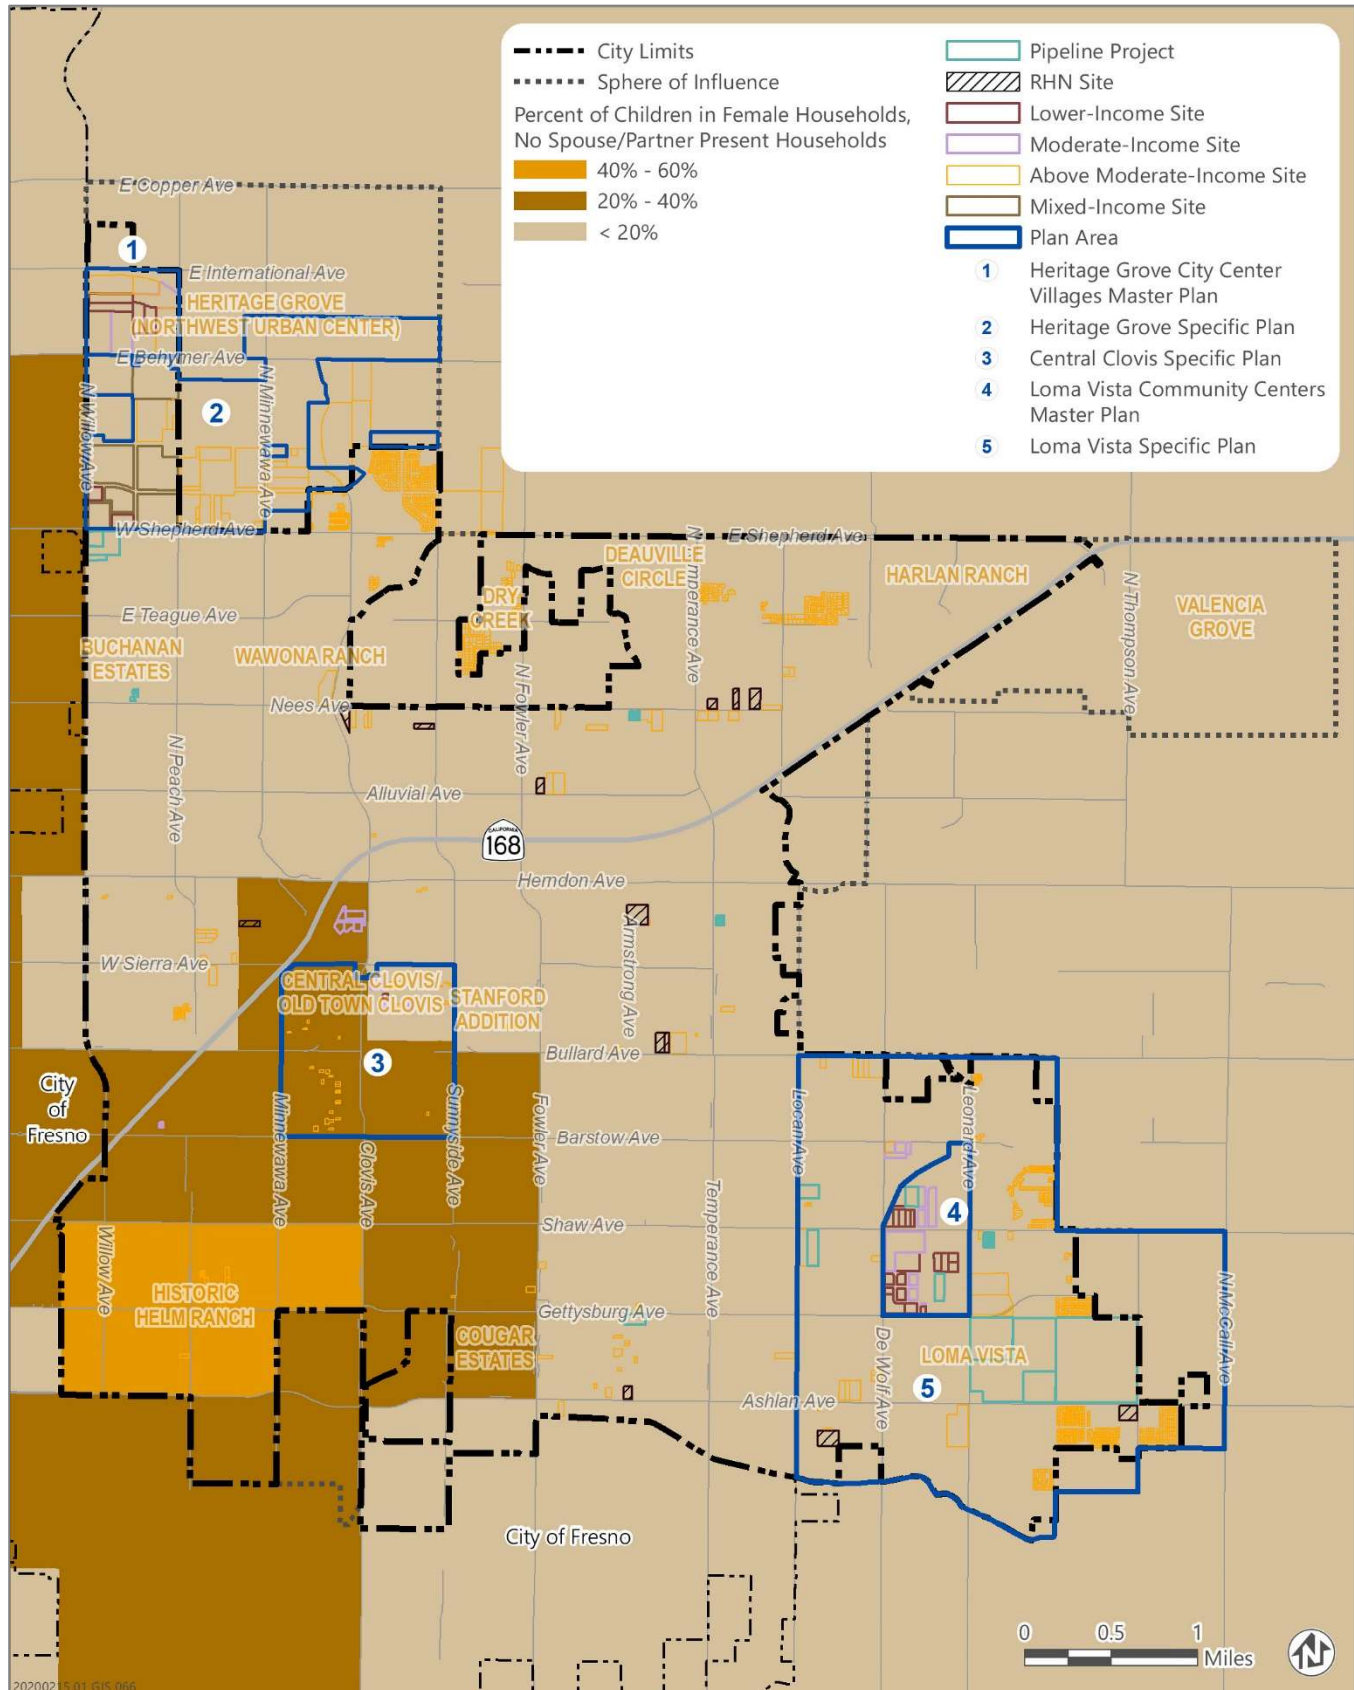 City Limits
Sphere of Influence
Percent of Children in Female Households,
No Spouse/Partner Present Households
40% - 60%
20% - 40%
< 20%
Pipeline Project
RHN Site
Lower-Income Site
Moderate-Income Site
Above Moderate-Income Site
Mixed-Income Site
Plan Area
1 Heritage Grove City Center
Villages Master Plan
2 Heritage Grove Specific Plan
3 Central Clovis Specific Plan
4 Loma Vista Community Centers
Master Plan
5 Loma Vista Specific Plan
E Copper Ave
1
E International Ave
HERITAGE GROVE
(NORTHWEST URBAN CENTER)
E Behymer Ave
N Willow Ave
2
N Minnewawa Ave
W Shepherd Ave
E Shepherd Ave
DEAUVILLE
CIRCLE
HARLAN RANCH
DRY
CREEK
N Temperance Ave
N Thompson Ave
VALENCIA
GROVE
E Teague Ave
BUCHANAN
ESTATES
WAWONA RANCH
Nees Ave
N Fowler Ave
N Peach Ave
Alluvial Ave
CALIFORNIA
168
Herndon Ave
Armstrong Ave
W Sierra Ave
CENTRAL CLOVIS/
OLD TOWN CLOVIS
STANFORD
ADDITION
3
Bullard Ave
City
of
Fresno
Minnewawa Ave
Clovis Ave
Sunnyside Ave
Fowler Ave
Barstow Ave
Locan Ave
Leonard Ave
4
Shaw Ave
Temperance Ave
Willow Ave
HISTORIC
HELM RANCH
Gettysburg Ave
COUGAR
ESTATES
De Wolf Ave
LOMA VISTA
5
N McCall Ave
Ashlan Ave
City of Fresno
0 0.5 1
Miles
N
20200215.01 GIS 066